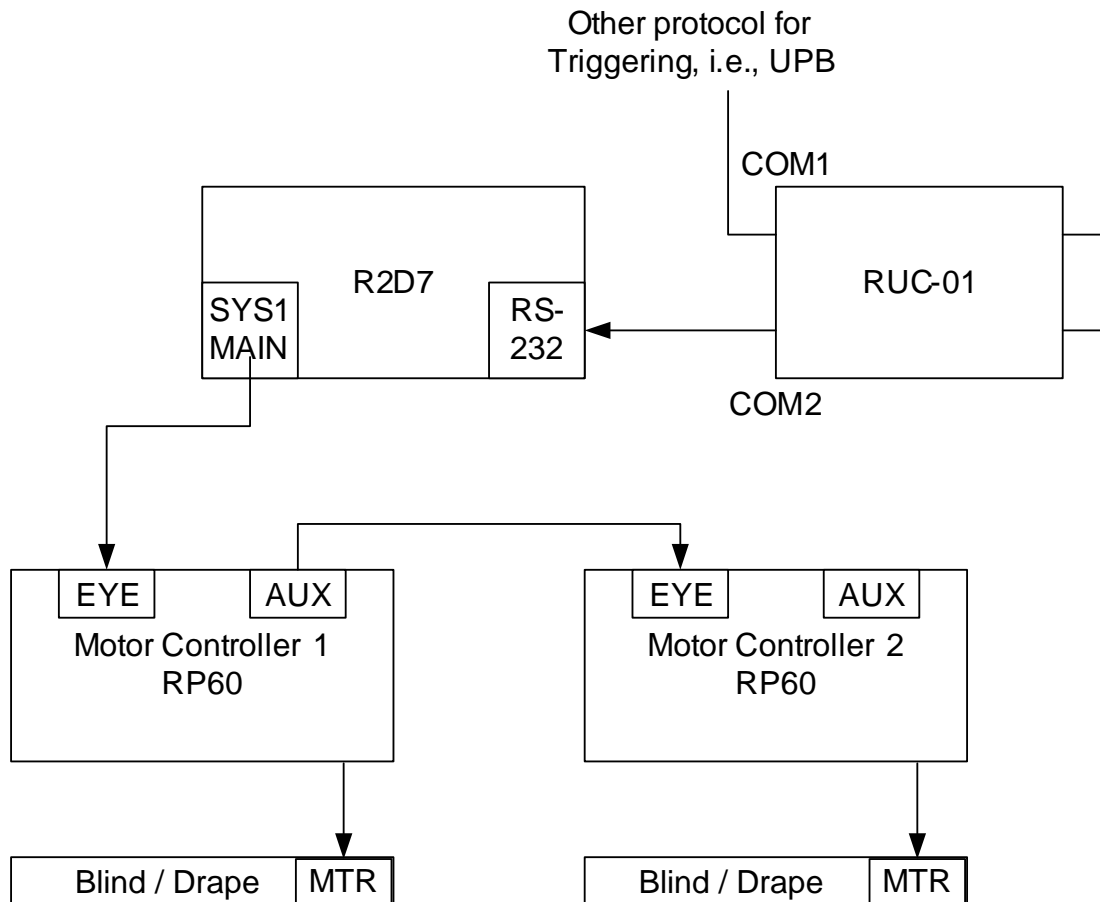 Other protocol for
Triggering, i.e., UPB
COM1
R2D7
RUC-01
SYS1
MAIN
RS-
232
COM2
EYE
AUX
Motor Controller 1
RP60
EYE
AUX
Motor Controller 2
RP60
Blind / Drape
MTR
Blind / Drape
MTR